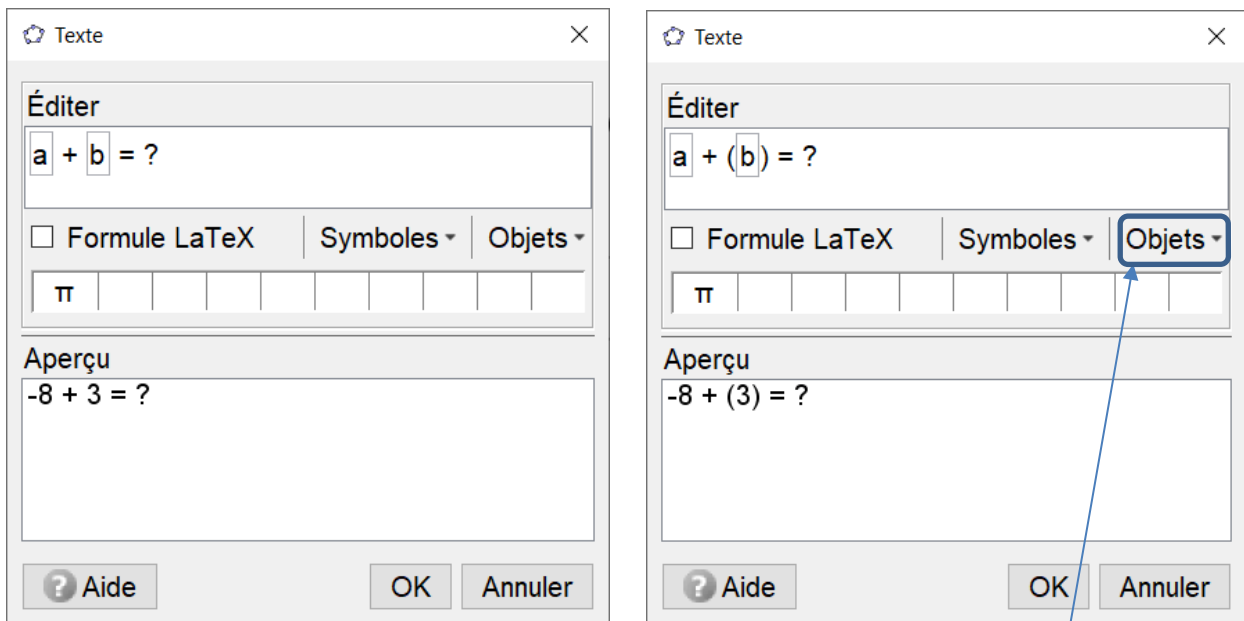 Texte
Éditer
a + b = ?
Formule LaTeX Symboles Objets
π
Aperçu
-8 + 3 = ?
? Aide OK Annuler
Texte
Éditer
a + (b) = ?
Formule LaTeX Symboles Objets
π
Aperçu
-8 + (3) = ?
? Aide OK Annuler